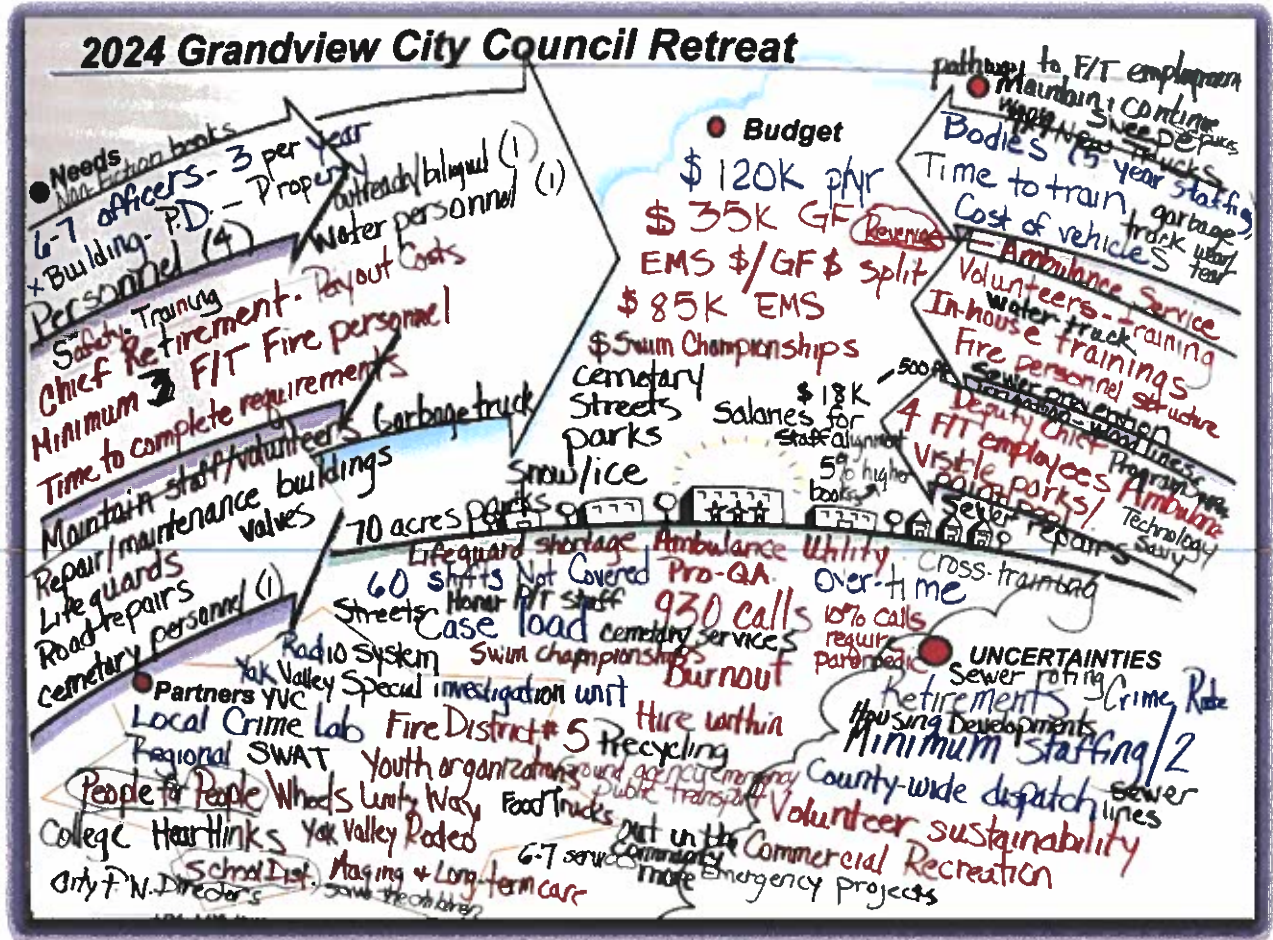 2024 Grandview City Council Retreat
Needs
Non-fiction books
6-7 officers - 3 per year
x Building - P.D. - Property
Personnel (4)
outreach/bilingual (1)
Water personnel (1)
Safety-Training
Chief Retirement - Payout Costs
Minimum 3 F/T Fire personnel
Time to complete requirements
Maintain staff/volunteers
Garbage truck
Repair/maintenance buildings
valves
Lifeguards
Road repairs
cemetary personnel (1)
70 acres parks
Budget
$ 120K p/yr
$ 35K GF Revenue
EMS $/GF $ split
$ 85K EMS
$ Swim Championships
cemetary
Streets
parks
Snow/ice
$ 18K
Salaries for
Staff alignment
5% higher
books
pathway to F/T employment
Maintain & continue
Bodies (5 year staffing)
Time to train
Cost of vehicles
garbage
truck wear/
tear
Ambulance Service
Volunteers - training
water truck
In-house trainings
Fire personnel structure
sewer prevention
Deputy Chief
4 F/T employees
Ambulance
Visible parks/
Technology
Savvy
Sewer repairs
Lifeguard shortage
Ambulance Utility
60 shifts Not Covered
Pro-QA
Over-time
cross-training
Honor P/T staff
Streets
Case load
930 calls
10% calls
require
paramedic
cemetary services
Radio System
Swim championships
Burnout
Partners
YVC
Yak Valley Special investigation unit
Local Crime Lab
Fire District # 5
Hire within
Regional SWAT
Youth organizations
Recycling
People for People
Wheels
Unity Way
Food Trucks
public transport
College
Heartlinks
Yak Valley Rodeo
out in the
Community
more
6-7 services
School Dist.
Aging + Long-term care
City P.W. Directors
serve the children
UNCERTAINTIES
Sewer roting
Retirements
Crime Rate
Housing Developments
Minimum Staffing/2
County-wide dispatch
sewer
lines
Volunteer sustainability
Commercial Recreation
Emergency projects